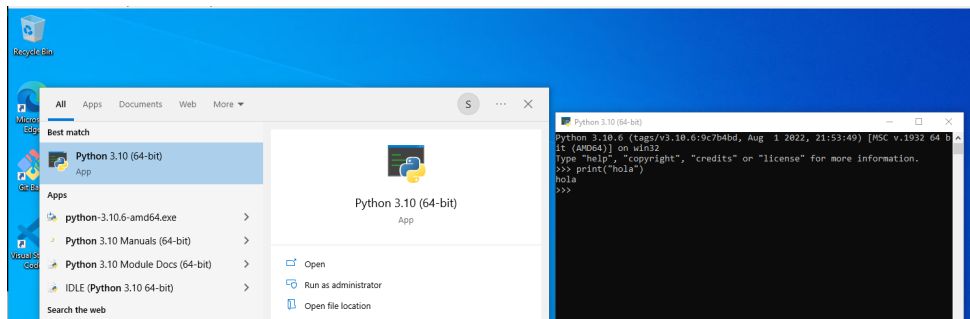 Recycle Bin
Edge
All Apps Documents Web More
S
Best match
Python 3.10 (64-bit)
App
Apps
python-3.10.6-amd64.exe
Python 3.10 Manuals (64-bit)
Python 3.10 Module Docs (64-bit)
IDLE (Python 3.10 64-bit)
Search the web
Python 3.10 (64-bit)
App
Open
Run as administrator
Open file location
Python 3.10 (64-bit)
Python 3.10.6 (tags/v3.10.6:9c7b4bd, Aug  1 2022, 21:53:49) [MSC v.1932 64 b
it (AMD64)] on win32
Type "help", "copyright", "credits" or "license" for more information.
>>> print("hola")
hola
>>>